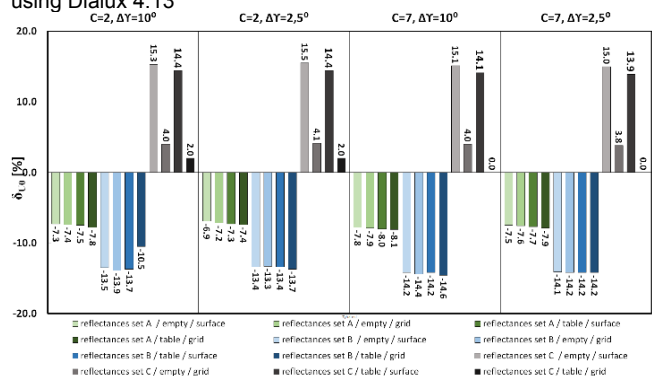 using Dialux 4.13
C=2, Δϒ=10⁰ C=2, Δϒ=2,5⁰ C=7, Δϒ=10⁰ C=7, Δϒ=2,5⁰
20.0
10.0
0.0
-10.0
-20.0
[%]
-7.3 -7.4 -7.5 -7.8 -13.5 -13.9 -13.7 -10.5 15.3 4.0 14.4 2.0
-6.9 -7.2 -7.3 -7.4 -13.4 -13.3 -13.4 -13.7 15.5 4.1 14.4 2.0
-7.8 -7.9 -8.0 -8.1 -14.2 -14.4 -14.2 -14.6 15.1 4.0 14.1 0.0
-7.5 -7.6 -7.7 -7.9 -14.1 -14.2 -14.2 -14.2 15.0 3.8 13.9 0.0
reflectances set A / empty / surface reflectances set A / empty / grid reflectances set A / table / surface
reflectances set A / table / grid reflectances set B / empty / surface reflectances set B / empty / grid
reflectances set B / table / surface reflectances set B / table / grid reflectances set C / empty / surface
reflectances set C / empty / grid reflectances set C / table / surface reflectances set C / table / grid